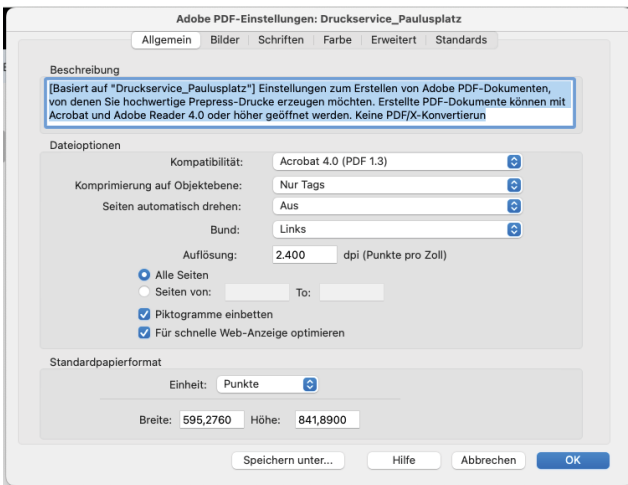 Adobe PDF-Einstellungen: Druckservice_Paulusplatz
Allgemein Bilder Schriften Farbe Erweitert Standards
Beschreibung
[Basiert auf "Druckservice_Paulusplatz"] Einstellungen zum Erstellen von Adobe PDF-Dokumenten,
von denen Sie hochwertige Prepress-Drucke erzeugen möchten. Erstellte PDF-Dokumente können mit
Acrobat und Adobe Reader 4.0 oder höher geöffnet werden. Keine PDF/X-Konvertierun
Dateioptionen
Kompatibilität: Acrobat 4.0 (PDF 1.3)
Komprimierung auf Objektebene: Nur Tags
Seiten automatisch drehen: Aus
Bund: Links
Auflösung: 2.400 dpi (Punkte pro Zoll)
Alle Seiten
Seiten von: To:
Piktogramme einbetten
Für schnelle Web-Anzeige optimieren
Standardpapierformat
Einheit: Punkte
Breite: 595,2760 Höhe: 841,8900
Speichern unter... Hilfe Abbrechen OK